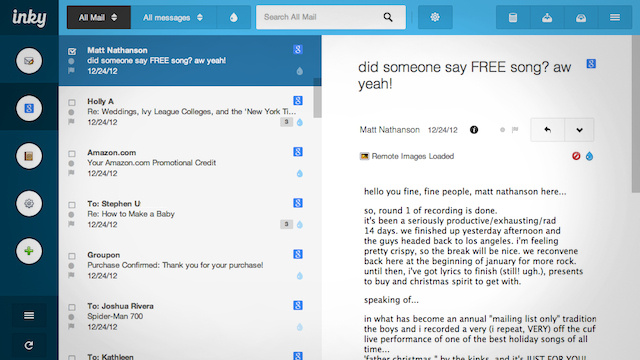 inky
All Mail
All messages
Search All Mail
Matt Nathanson
did someone say FREE song? aw yeah!
12/24/12
Holly A
Re: Weddings, Ivy League Colleges, and the 'New York Ti...
12/24/12
3
Amazon.com
Your Amazon.com Promotional Credit
12/24/12
To: Stephen U
Re: How to Make a Baby
12/24/12
3
Groupon
Purchase Confirmed: Thank you for your purchase!
12/24/12
To: Joshua Rivera
Spider-Man 700
12/24/12
To: Kathleen
did someone say FREE song? aw
yeah!
Matt Nathanson 12/24/12
Remote Images Loaded
hello you fine, fine people, matt nathanson here...
so, round 1 of recording is done.
it's been a seriously productive/exhausting/rad
14 days. we finished up yesterday afternoon and
the guys headed back to los angeles. i'm feeling
pretty crispy, so the break will be nice. we reconvene
back here at the beginning of january for more rock.
until then, i've got lyrics to finish (still! ugh.), presents
to buy and christmas spirit to get with.
speaking of...
in what has become an annual "mailing list only" tradition
the boys and i recorded a very (i repeat, VERY) off the cuf
live performance of one of the best holiday songs of all
time...
"father christmas " by the kinks. and it's JUST FOR YOU!